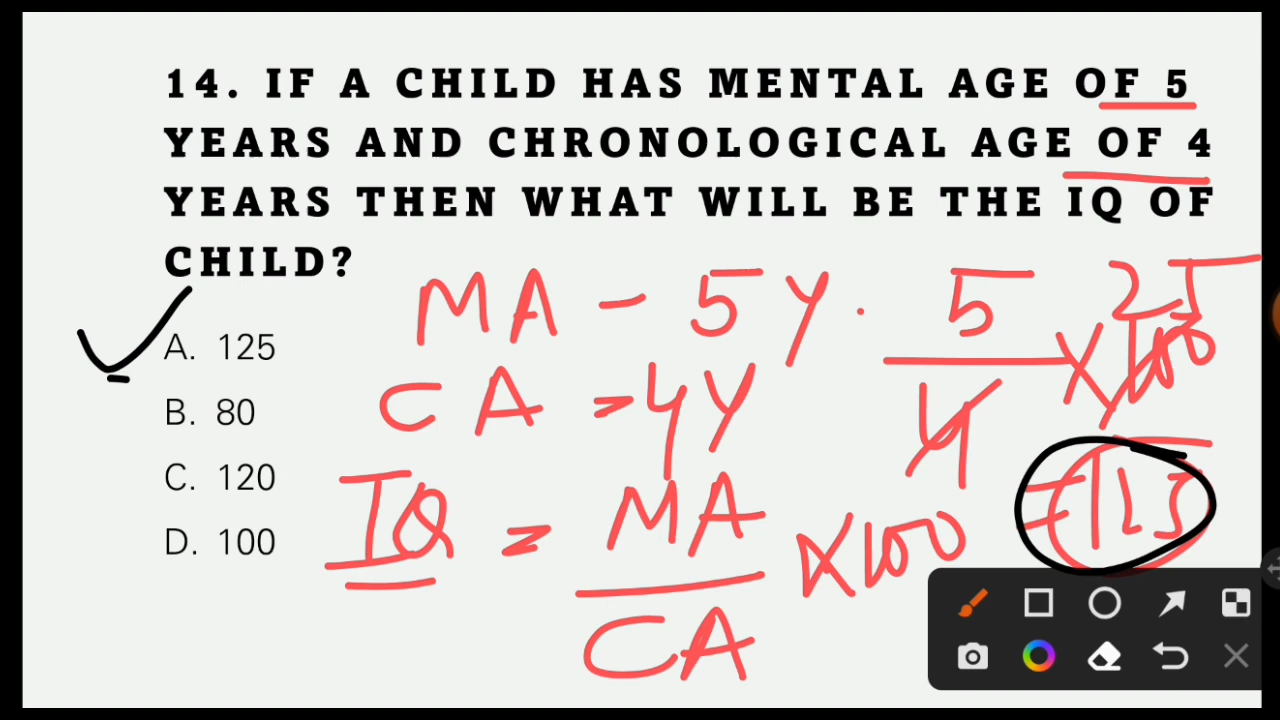 14. IF A CHILD HAS MENTAL AGE OF 5
YEARS AND CHRONOLOGICAL AGE OF 4
YEARS THEN WHAT WILL BE THE IQ OF
CHILD?
A. 125
B. 80
C. 120
D. 100
MA - 5Y.
CA = 4Y
IQ = MA/CA X100
5/4 X100 25
=125